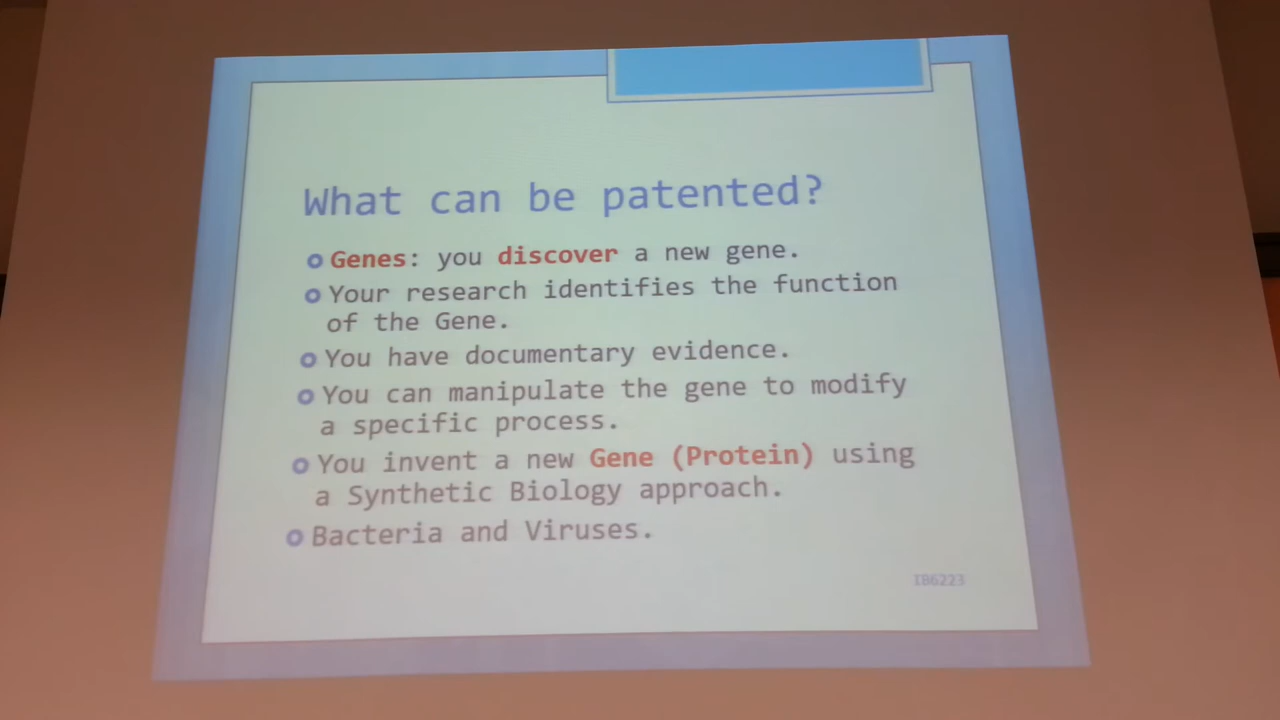 What can be patented?
Genes: you discover a new gene.
Your research identifies the function
of the Gene.
You have documentary evidence.
You can manipulate the gene to modify
a specific process.
You invent a new Gene (Protein) using
a Synthetic Biology approach.
Bacteria and Viruses.
IB6223